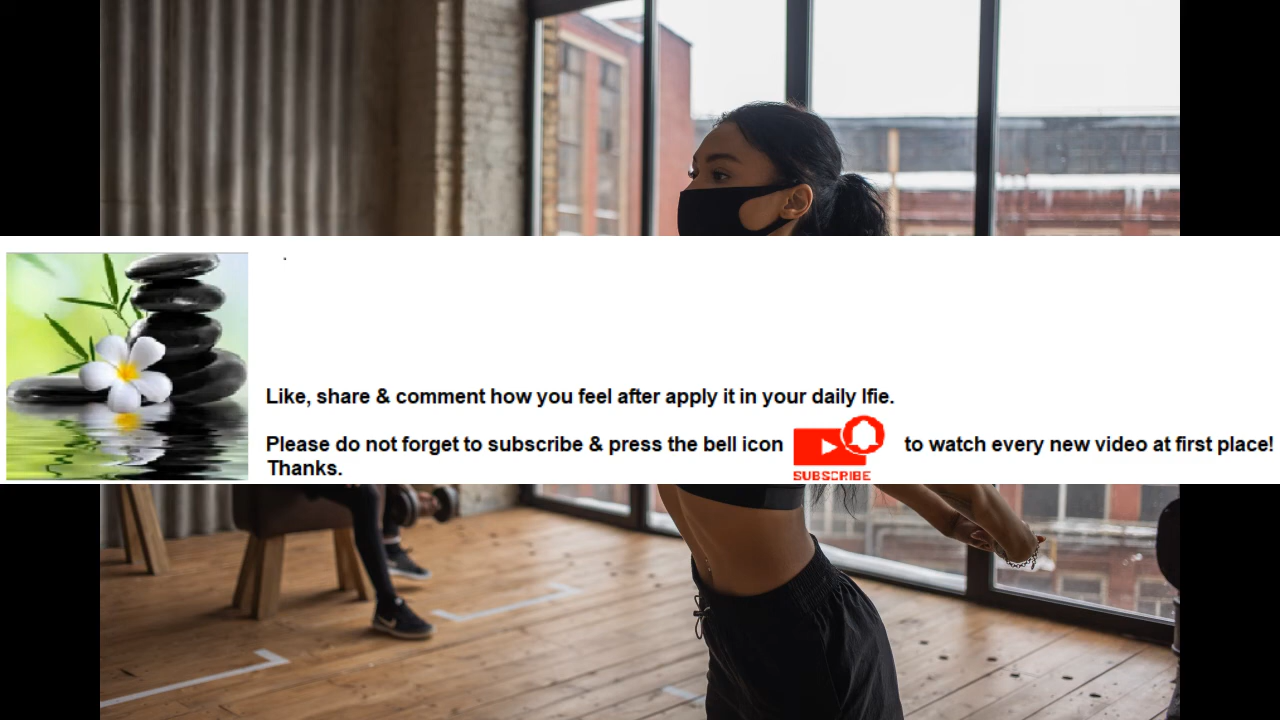 Like, share & comment how you feel after apply it in your daily lfie.
Please do not forget to subscribe & press the bell icon to watch every new video at first place!
SUBSCRIBE
Thanks.